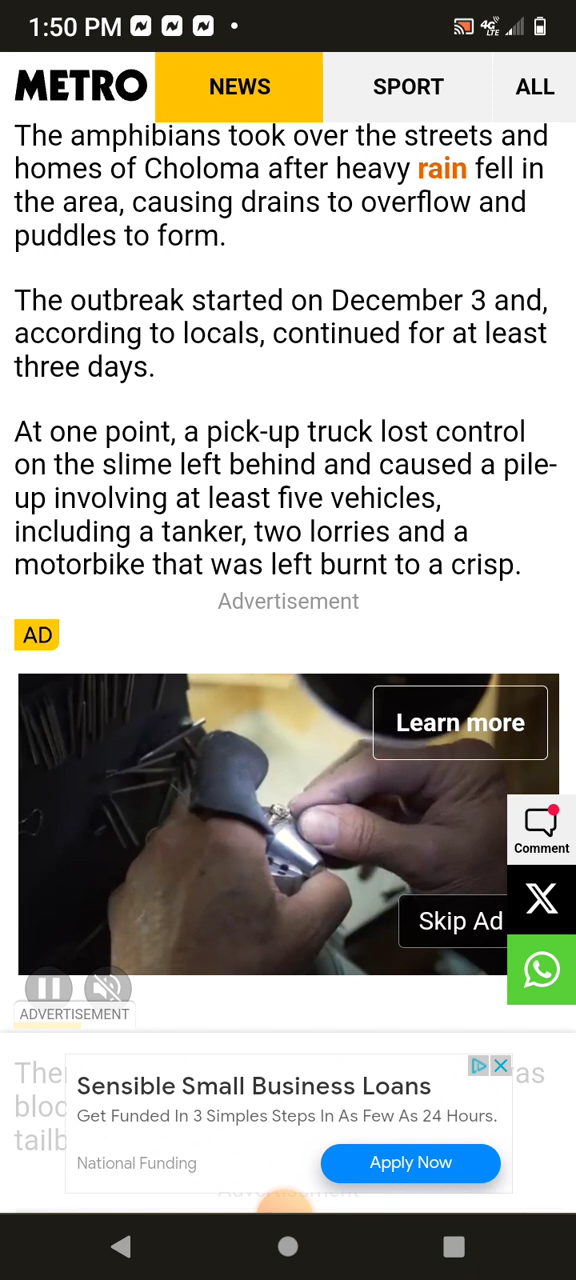 1:50 PM
4G LTE
METRO NEWS SPORT ALL
The amphibians took over the streets and
homes of Choloma after heavy rain fell in
the area, causing drains to overflow and
puddles to form.
The outbreak started on December 3 and,
according to locals, continued for at least
three days.
At one point, a pick-up truck lost control
on the slime left behind and caused a pile-
up involving at least five vehicles,
including a tanker, two lorries and a
motorbike that was left burnt to a crisp.
Advertisement
AD
Learn more
Comment
X
Skip Ad
ADVERTISEMENT
Sensible Small Business Loans
Get Funded In 3 Simples Steps In As Few As 24 Hours.
National Funding
Apply Now